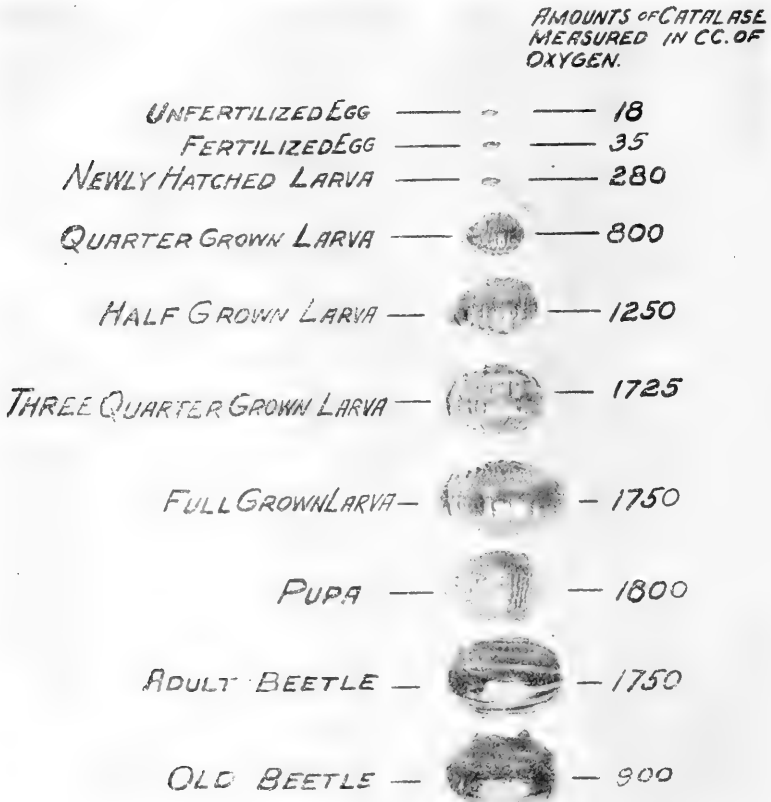 AMOUNTS OF CATALASE
MEASURED IN CC. OF
OXYGEN.
UNFERTILIZED EGG — 18
FERTILIZED EGG — 35
NEWLY HATCHED LARVA — 280
QUARTER GROWN LARVA — 800
HALF GROWN LARVA — 1250
THREE QUARTER GROWN LARVA — 1725
FULL GROWN LARVA — 1750
PUPA — 1800
ADULT BEETLE — 1750
OLD BEETLE — 900